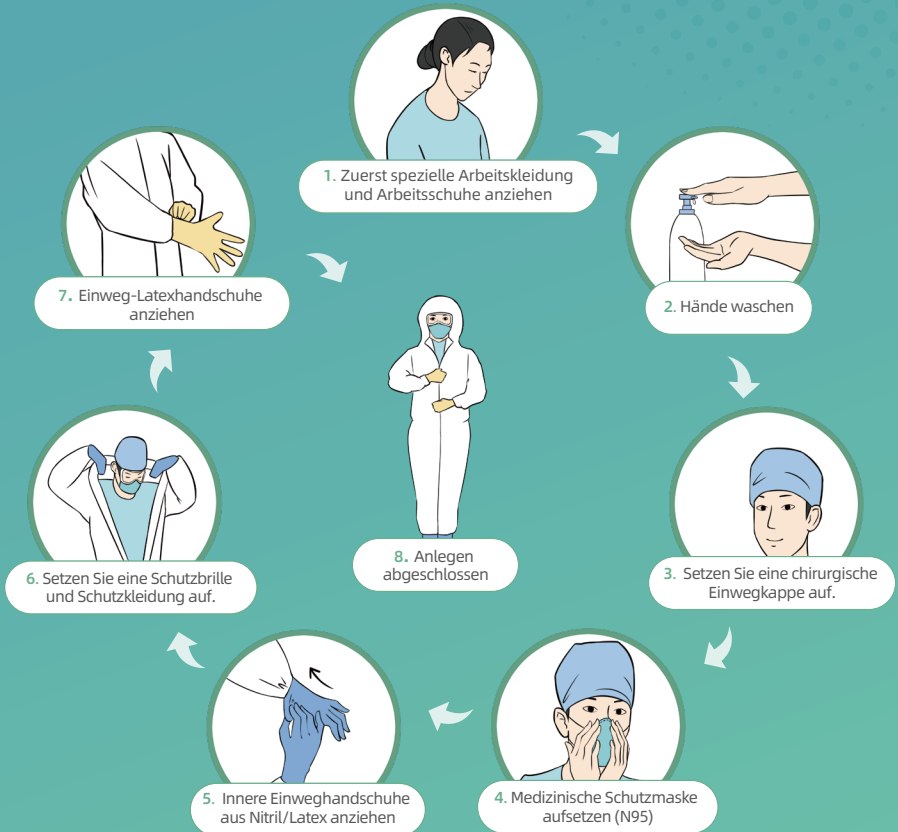 1. Zuerst spezielle Arbeitskleidung
und Arbeitsschuhe anziehen
2. Hände waschen
3. Setzen Sie eine chirurgische
Einwegkappe auf.
4. Medizinische Schutzmaske
aufsetzen (N95)
5. Innere Einweghandschuhe
aus Nitril/Latex anziehen
6. Setzen Sie eine Schutzbrille
und Schutzkleidung auf.
7. Einweg-Latexhandschuhe
anziehen
8. Anlegen
abgeschlossen